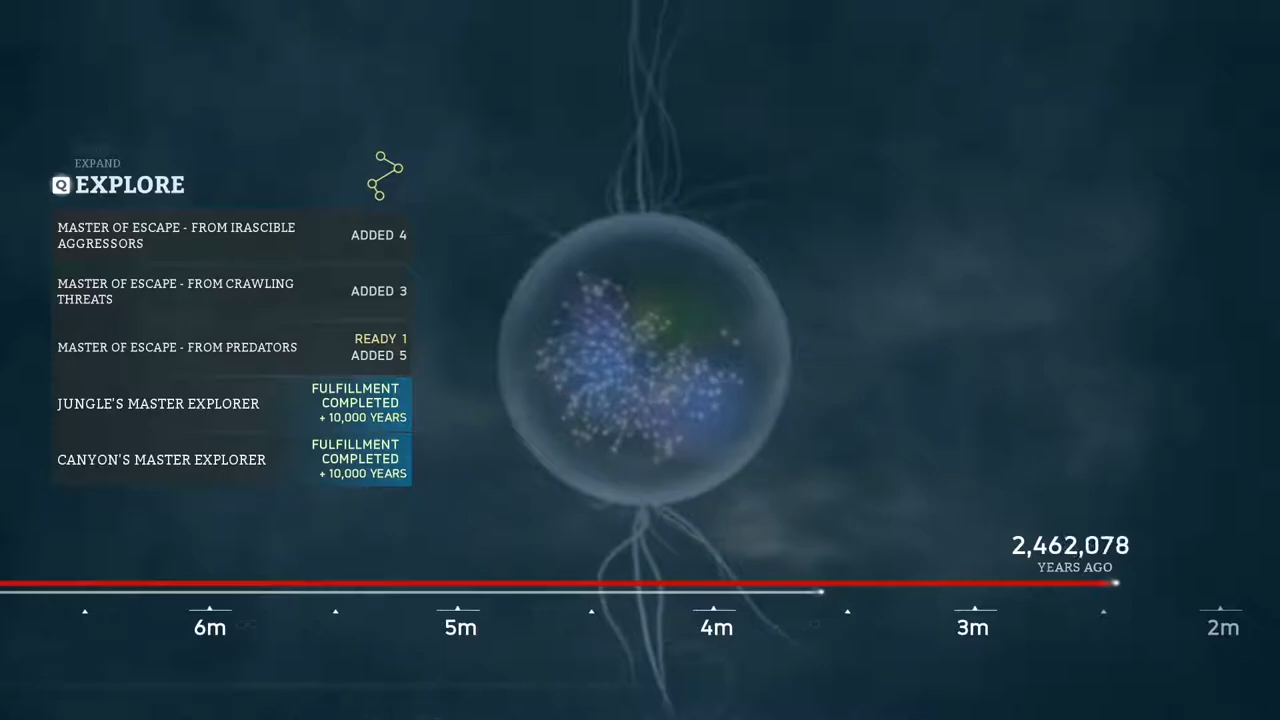 EXPAND
Q EXPLORE
MASTER OF ESCAPE - FROM IRASCIBLE
AGGRESSORS
ADDED 4
MASTER OF ESCAPE - FROM CRAWLING
THREATS
ADDED 3
MASTER OF ESCAPE - FROM PREDATORS
READY 1
ADDED 5
JUNGLE'S MASTER EXPLORER
FULFILLMENT
COMPLETED
+ 10,000 YEARS
CANYON'S MASTER EXPLORER
FULFILLMENT
COMPLETED
+ 10,000 YEARS
2,462,078
YEARS AGO
6m 5m 4m 3m 2m